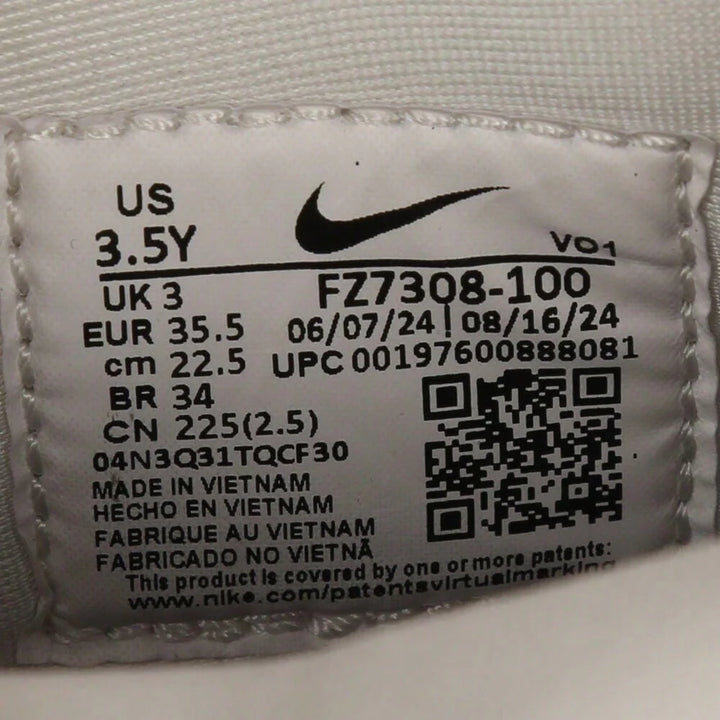 US
3.5Y
VO1
UK 3
FZ7308-100
EUR 35.5
06/07/24 | 08/16/24
cm 22.5
UPC 00197600888081
BR 34
CN 225(2.5)
04N3Q31TQCF30
MADE IN VIETNAM
HECHO EN VIETNAM
FABRIQUE AU VIETNAM
FABRICADO NO VIETNÃ
This product is covered by one or more patents:
www.nike.com/patentsvirtualmarking